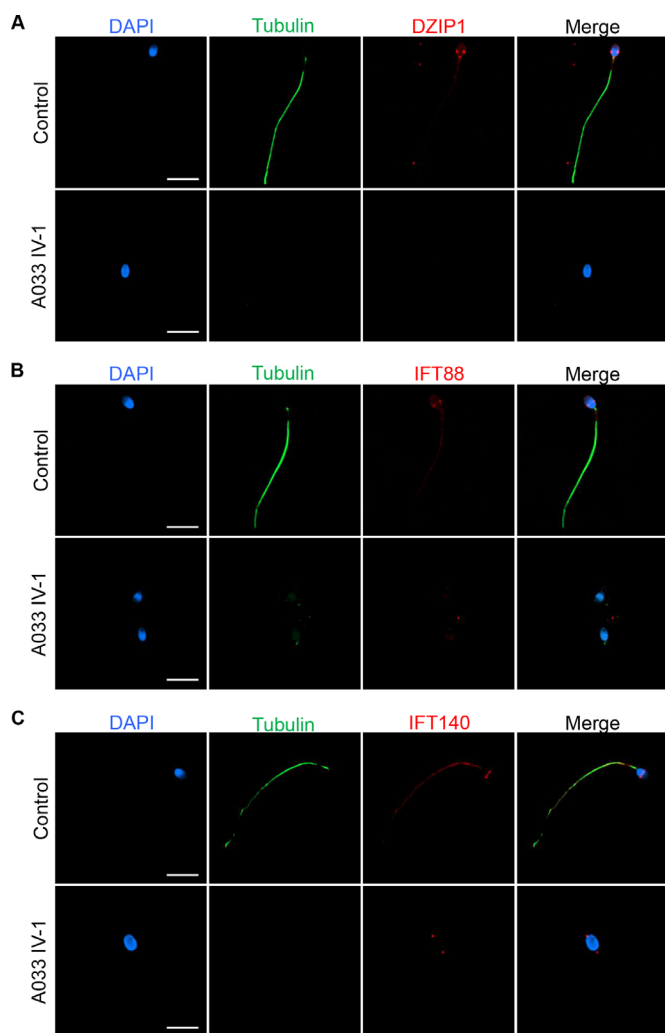 A
DAPI Tubulin DZIP1 Merge
Control
A033 IV-1
B
DAPI Tubulin IFT88 Merge
Control
A033 IV-1
C
DAPI Tubulin IFT140 Merge
Control
A033 IV-1